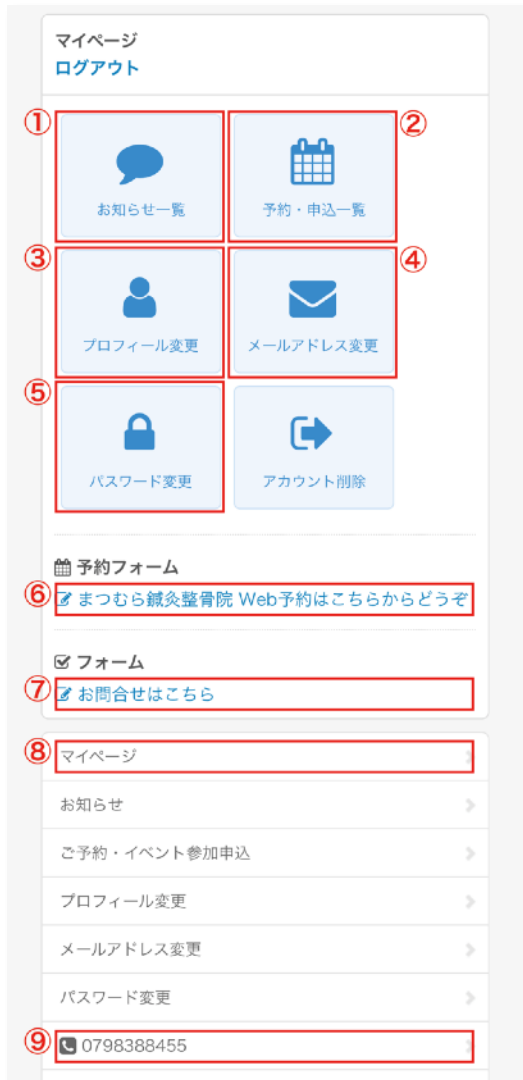 マイページ
ログアウト
① ②
お知らせ一覧 予約・申込一覧
③ ④
プロフィール変更 メールアドレス変更
⑤
パスワード変更 アカウント削除
予約フォーム
⑥ まつむら鍼灸整骨院 Web予約はこちらからどうぞ
フォーム
⑦ お問合せはこちら
⑧ マイページ
お知らせ
ご予約・イベント参加申込
プロフィール変更
メールアドレス変更
パスワード変更
⑨ 0798388455